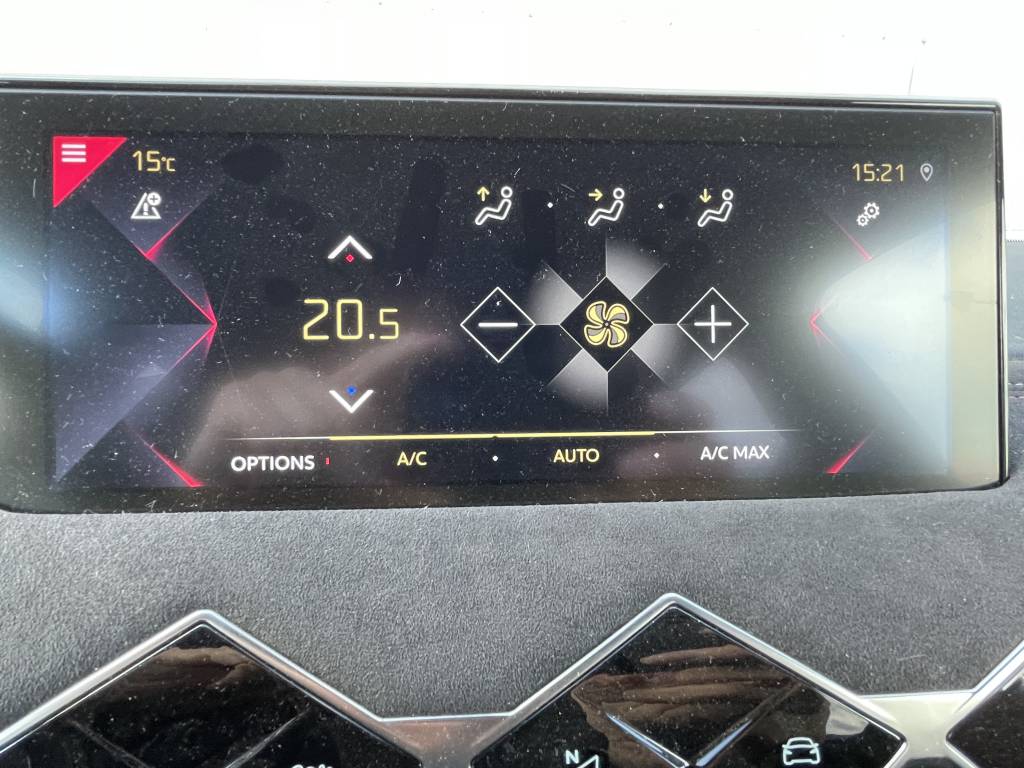 15°C
15:21
20.5
OPTIONS A/C AUTO A/C MAX
N